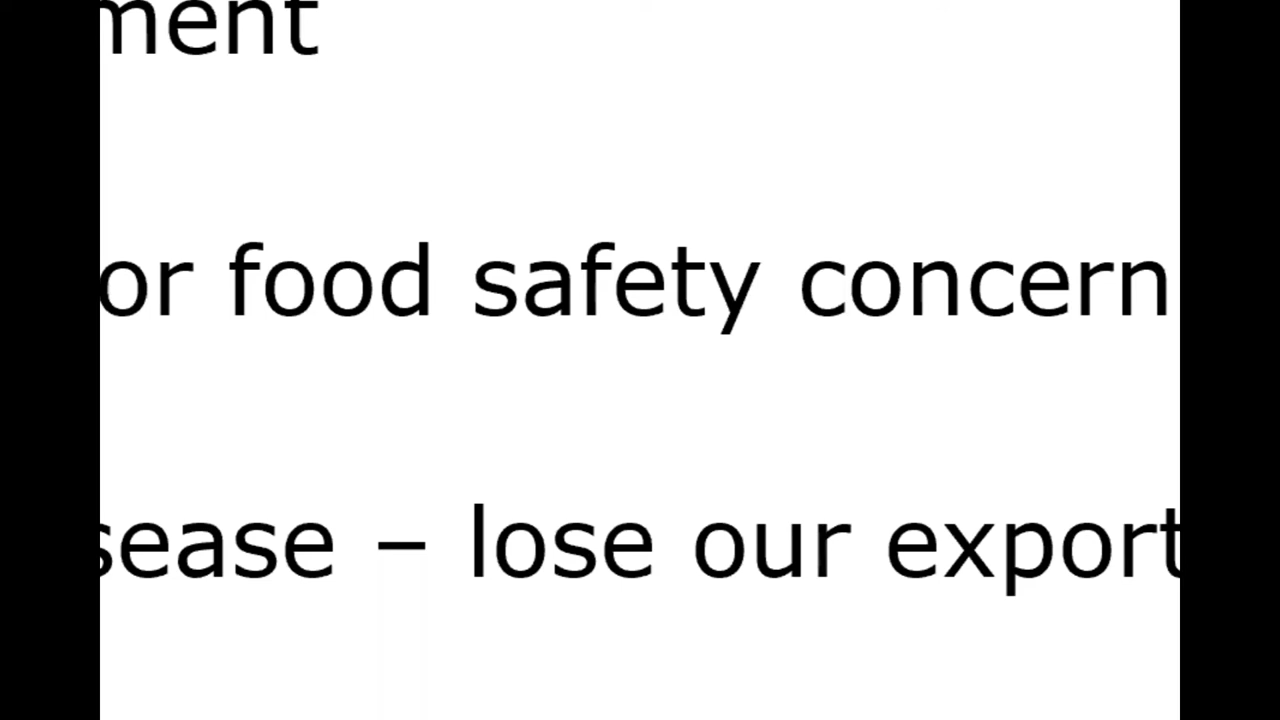 ment
or food safety concern
sease – lose our export